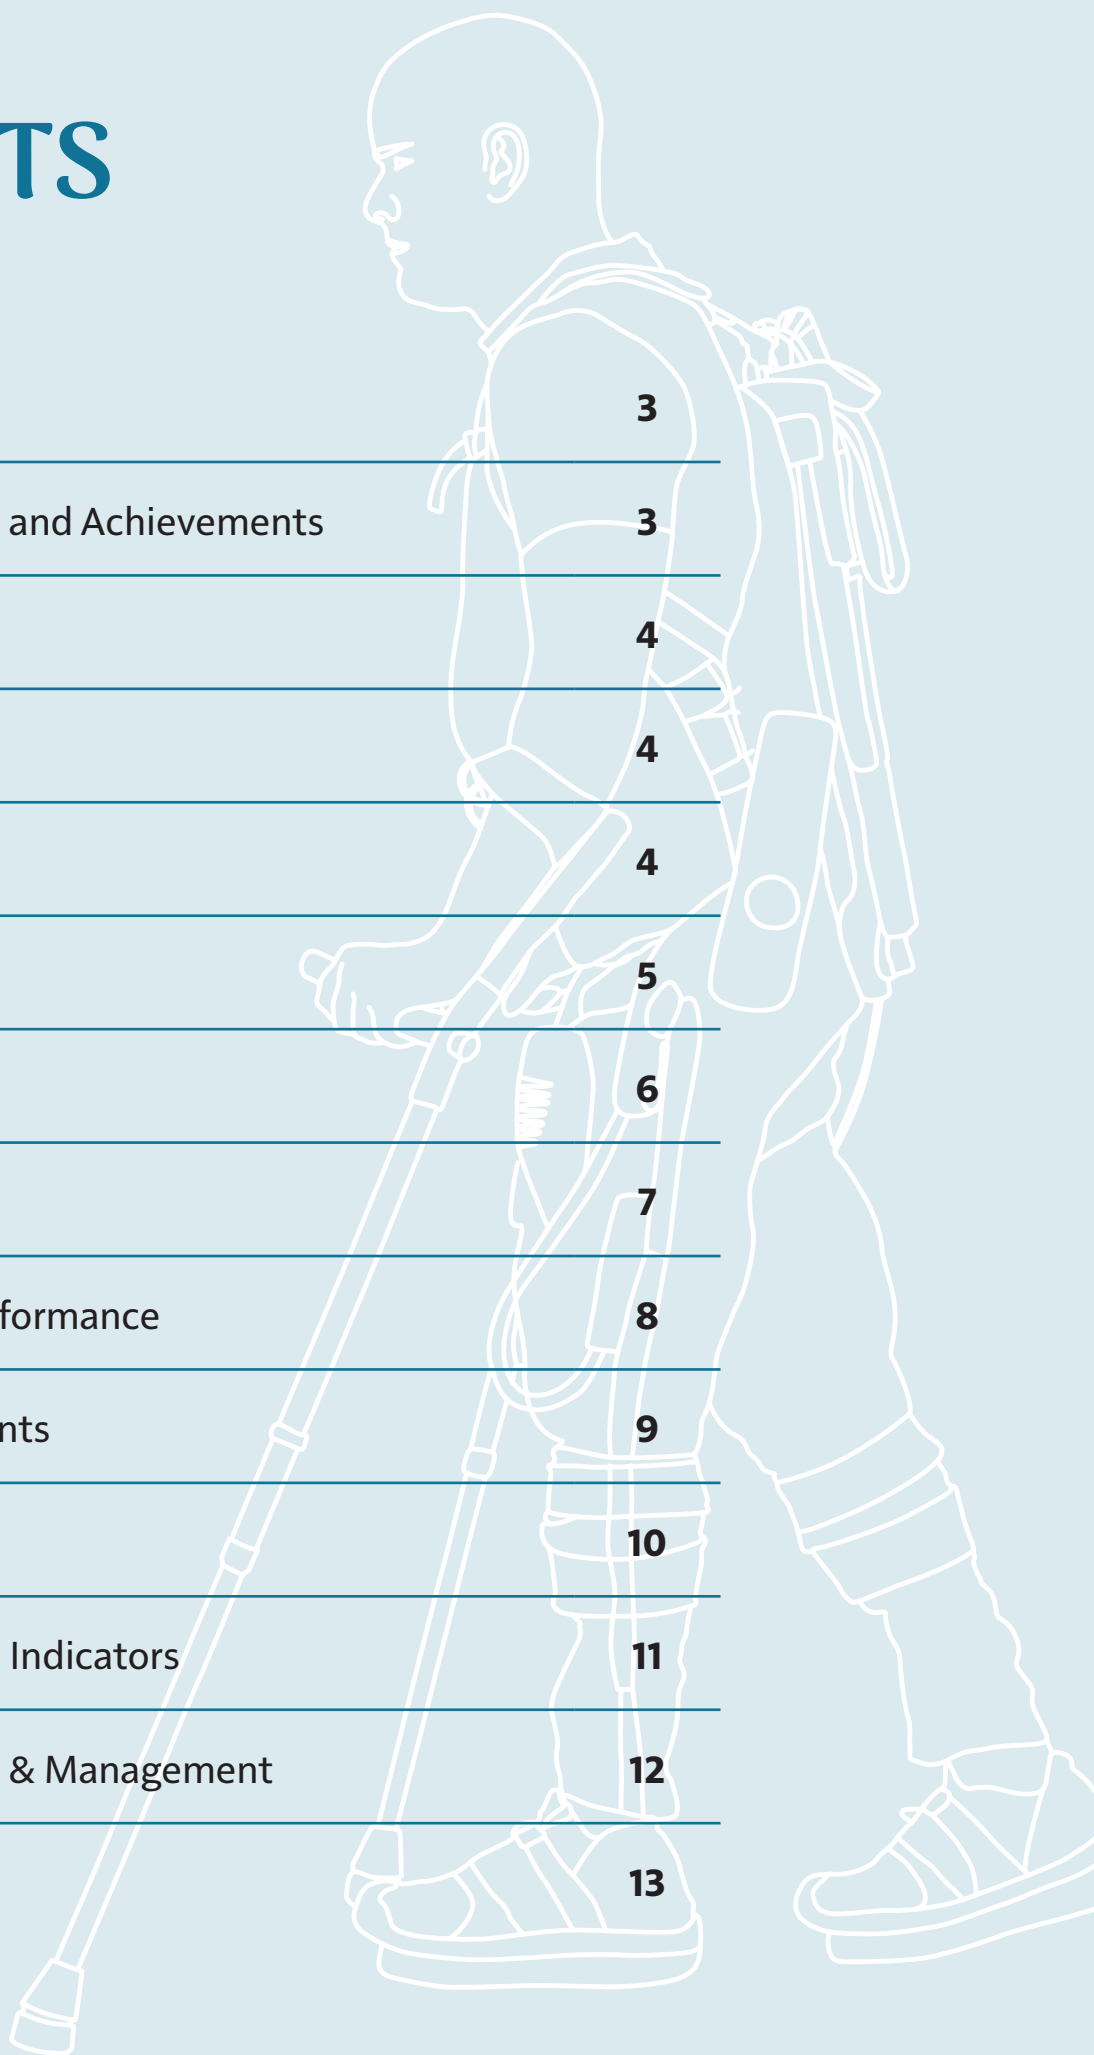 TS
3
and Achievements 3
4
4
4
5
6
7
formance 8
nts 9
10
Indicators 11
& Management 12
13